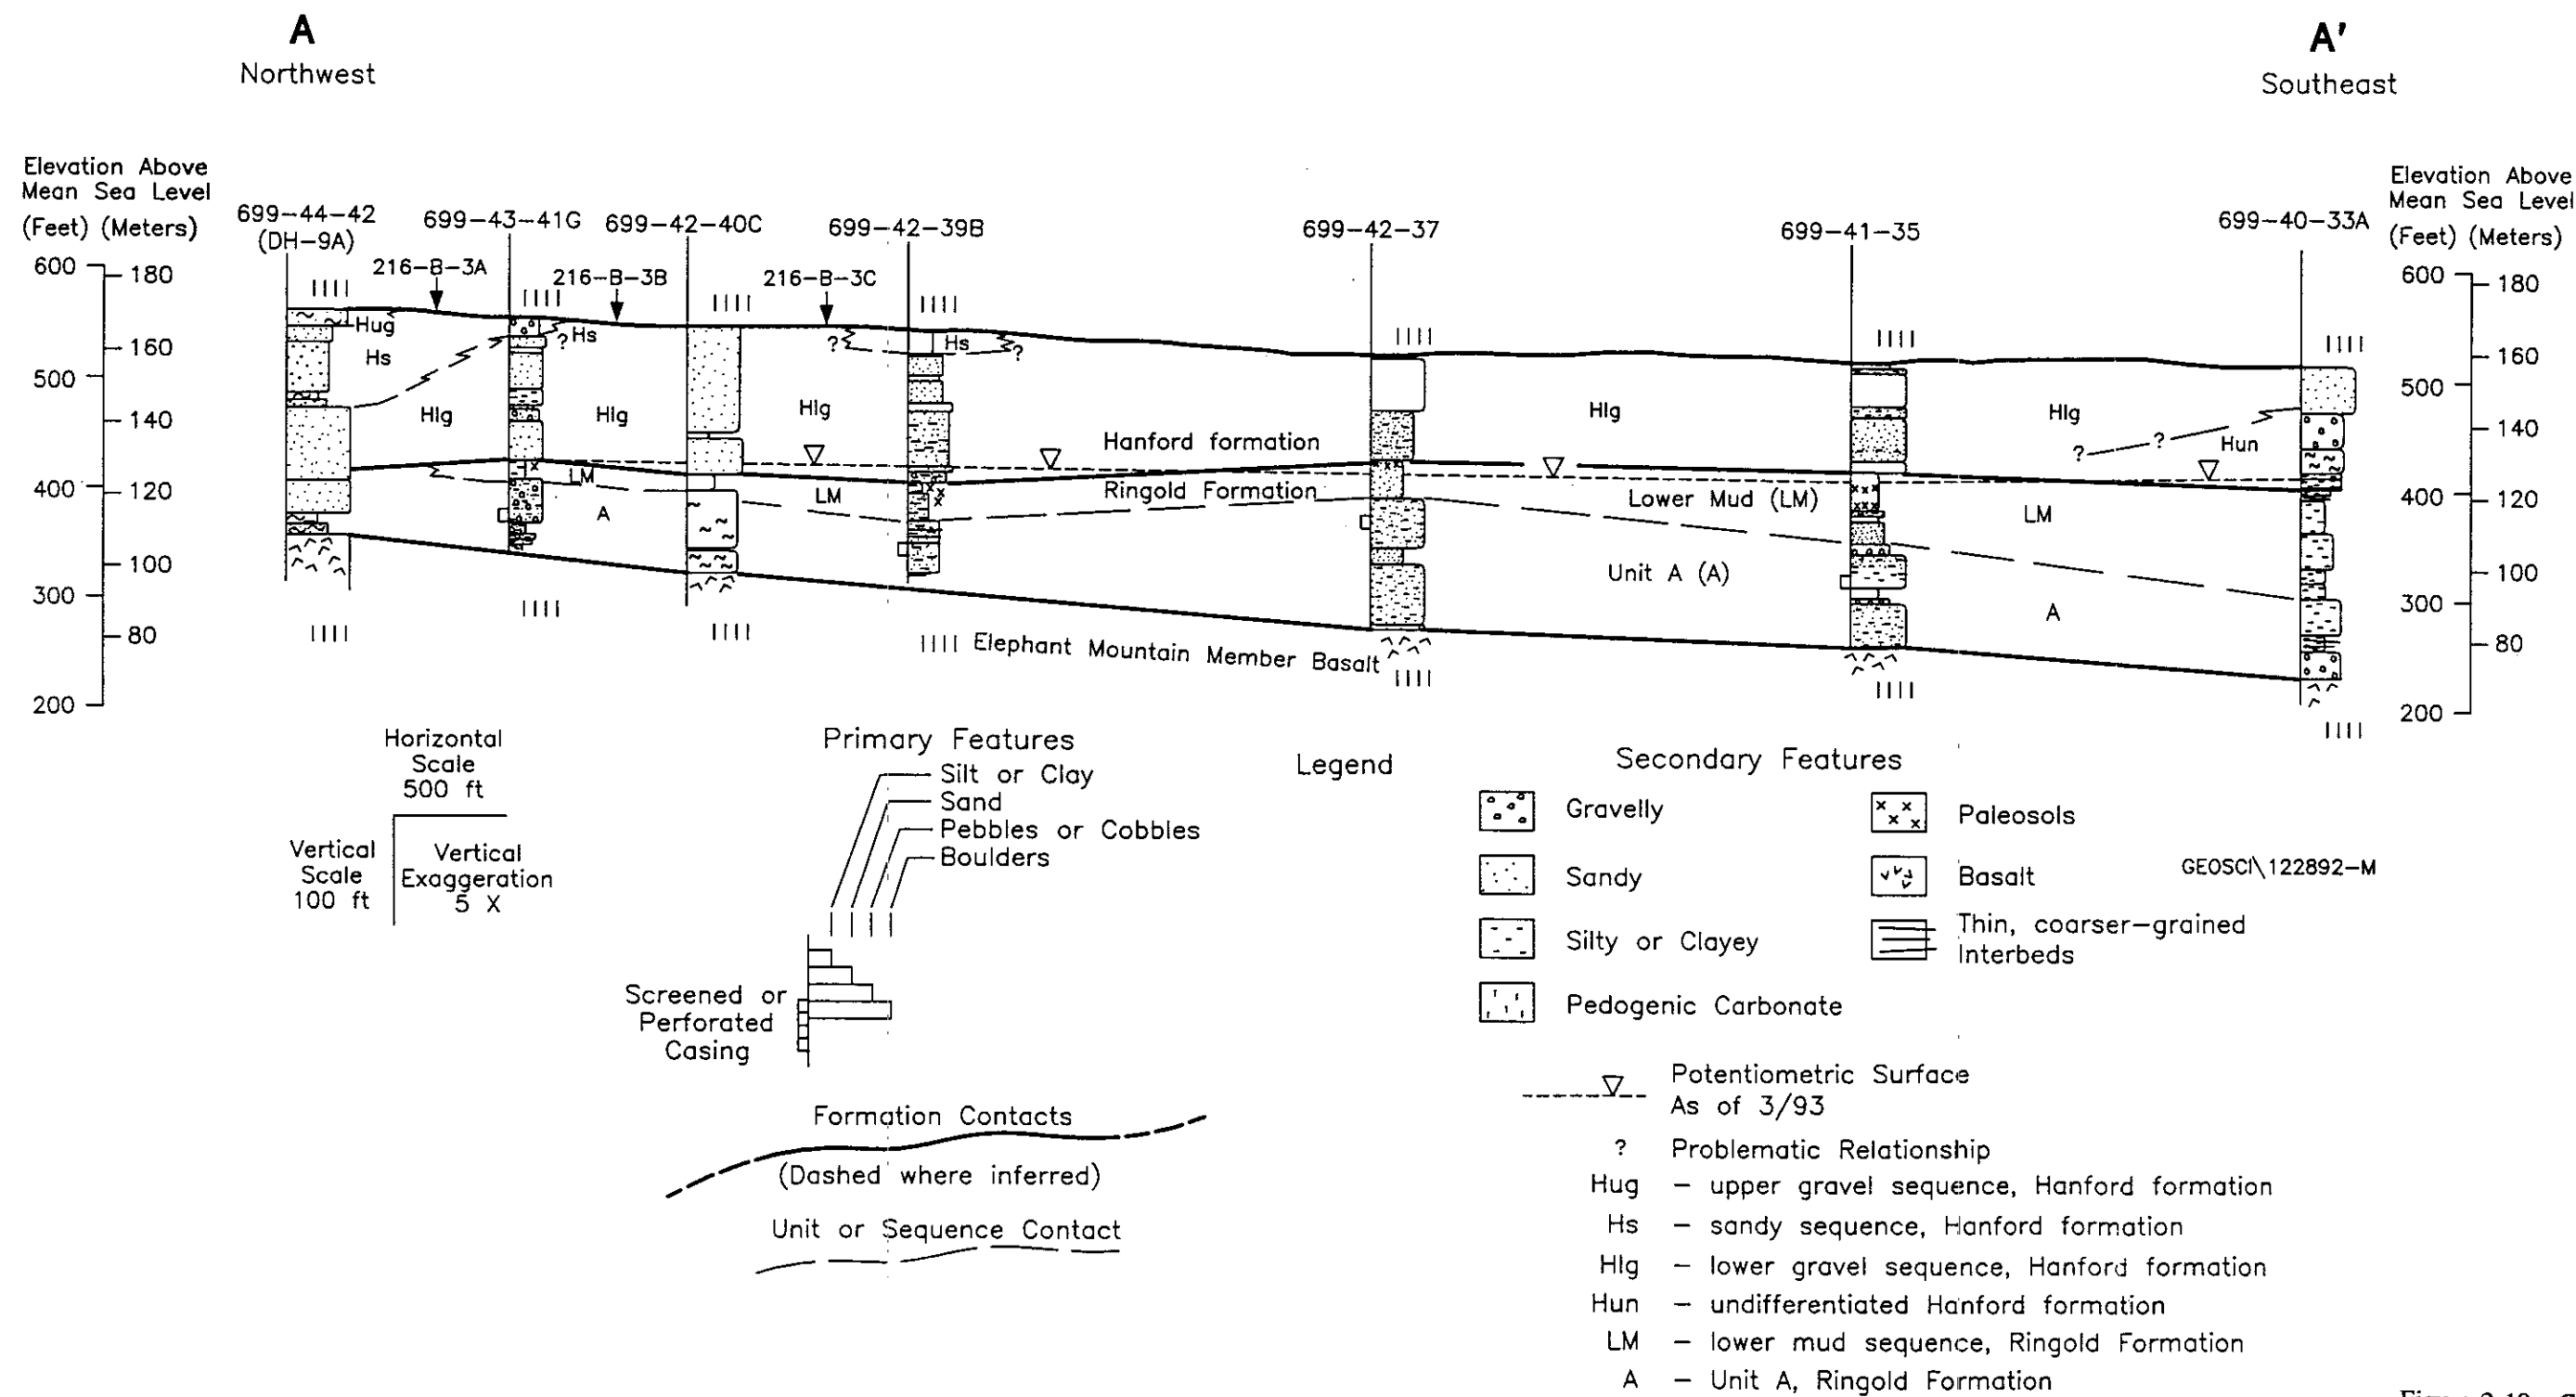 A
Northwest
A'
Southeast
Elevation Above
Mean Sea Level
(Feet) (Meters)
699-44-42
(DH-9A)
699-43-41G
699-42-40C
699-42-39B
699-42-37
699-41-35
699-40-33A
Elevation Above
Mean Sea Level
(Feet) (Meters)
216-B-3A
216-B-3B
216-B-3C
600
500
400
300
200
180
160
140
120
100
80
600
500
400
300
200
180
160
140
120
100
80
Hug
Hs
Hs
?
?
Hs
?
Hlg
Hlg
Hlg
Hlg
Hlg
?
?
Hun
Hanford formation
Ringold Formation
LM
LM
Lower Mud (LM)
LM
A
Unit A (A)
A
Elephant Mountain Member Basalt
Horizontal
Scale
500 ft
Vertical
Scale
100 ft
Vertical
Exaggeration
5 X
Primary Features
Silt or Clay
Sand
Pebbles or Cobbles
Boulders
Screened or
Perforated
Casing
Formation Contacts
(Dashed where inferred)
Unit or Sequence Contact
Legend
Secondary Features
Gravelly
Sandy
Silty or Clayey
Pedogenic Carbonate
Paleosols
Basalt
Thin, coarser-grained
Interbeds
GEOSCI\122892-M
Potentiometric Surface
As of 3/93
? Problematic Relationship
Hug - upper gravel sequence, Hanford formation
Hs - sandy sequence, Hanford formation
Hlg - lower gravel sequence, Hanford formation
Hun - undifferentiated Hanford formation
LM - lower mud sequence, Ringold Formation
A - Unit A, Ringold Formation